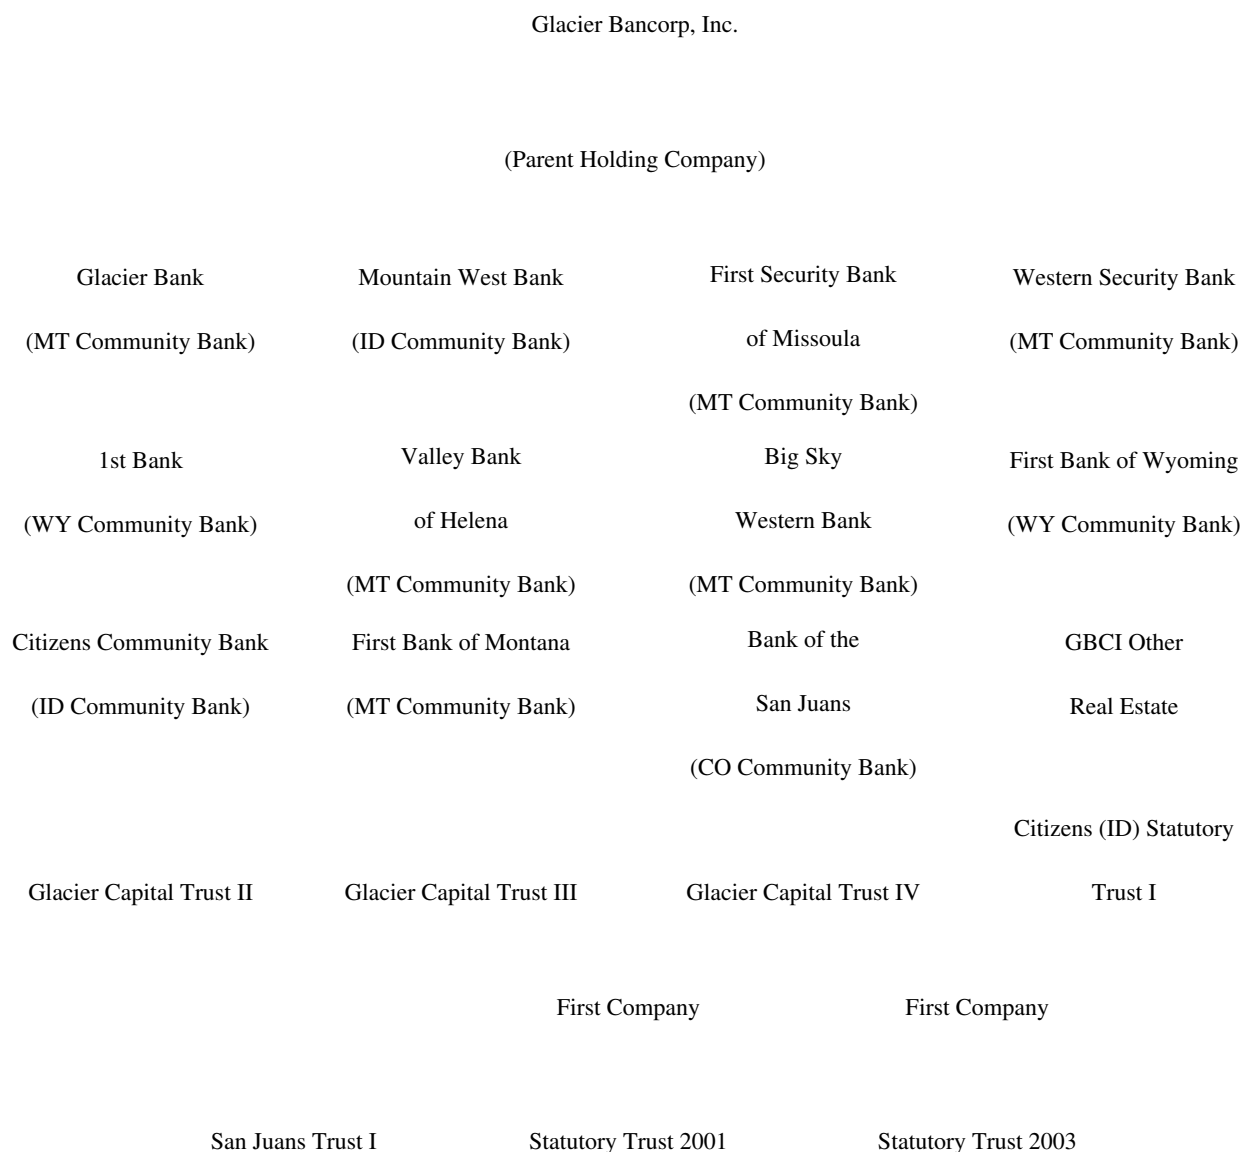 Glacier Bancorp, Inc.
(Parent Holding Company)
Glacier Bank
(MT Community Bank)
Mountain West Bank
(ID Community Bank)
First Security Bank
of Missoula
(MT Community Bank)
Western Security Bank
(MT Community Bank)
1st Bank
(WY Community Bank)
Valley Bank
of Helena
(MT Community Bank)
Big Sky
Western Bank
(MT Community Bank)
First Bank of Wyoming
(WY Community Bank)
Citizens Community Bank
(ID Community Bank)
First Bank of Montana
(MT Community Bank)
Bank of the
San Juans
(CO Community Bank)
GBCI Other
Real Estate
Glacier Capital Trust II
Glacier Capital Trust III
Glacier Capital Trust IV
Citizens (ID) Statutory
Trust I
San Juans Trust I
First Company
Statutory Trust 2001
First Company
Statutory Trust 2003